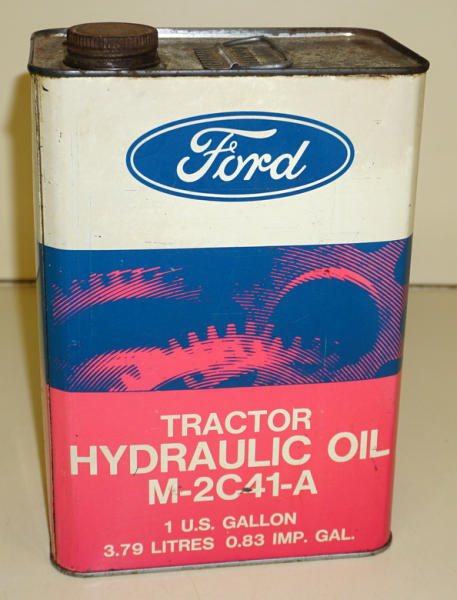 Ford
TRACTOR
HYDRAULIC OIL
M-2C41-A
1 U.S. GALLON
3.79 LITRES 0.83 IMP. GAL.